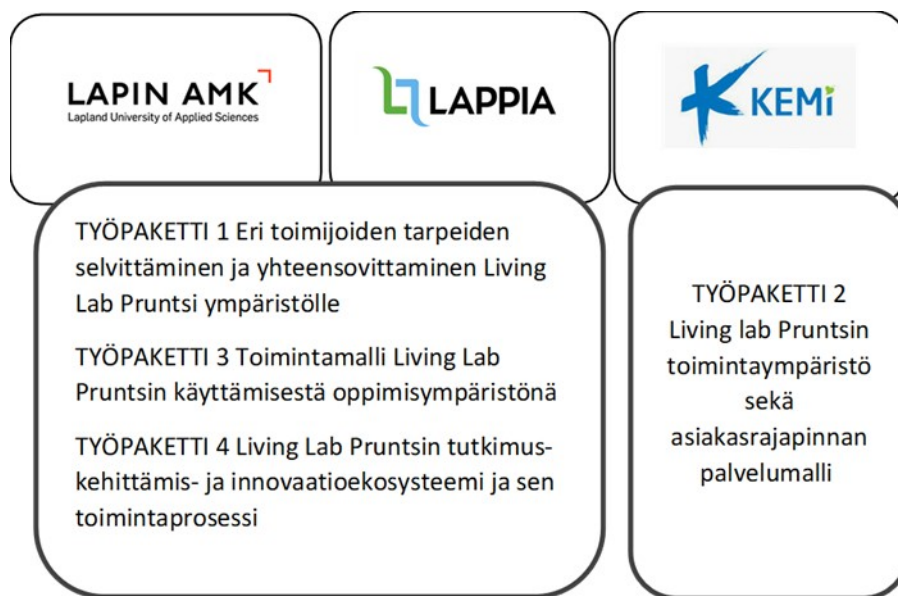 LAPIN AMK
Lapland University of Applied Sciences
LAPPIA
KEMi
TYÖPAKETTI 1 Eri toimijoiden tarpeiden
selvittäminen ja yhteensovittaminen Living
Lab Pruntsi ympäristölle
TYÖPAKETTI 3 Toimintamalli Living Lab
Pruntsin käyttämisestä oppimisympäristönä
TYÖPAKETTI 4 Living Lab Pruntsin tutkimus-
kehittämis- ja innovaatioekosysteemi ja sen
toimintaprosessi
TYÖPAKETTI 2
Living lab Pruntsin
toimintaympäristö
sekä
asiakasrajapinnan
palvelumalli